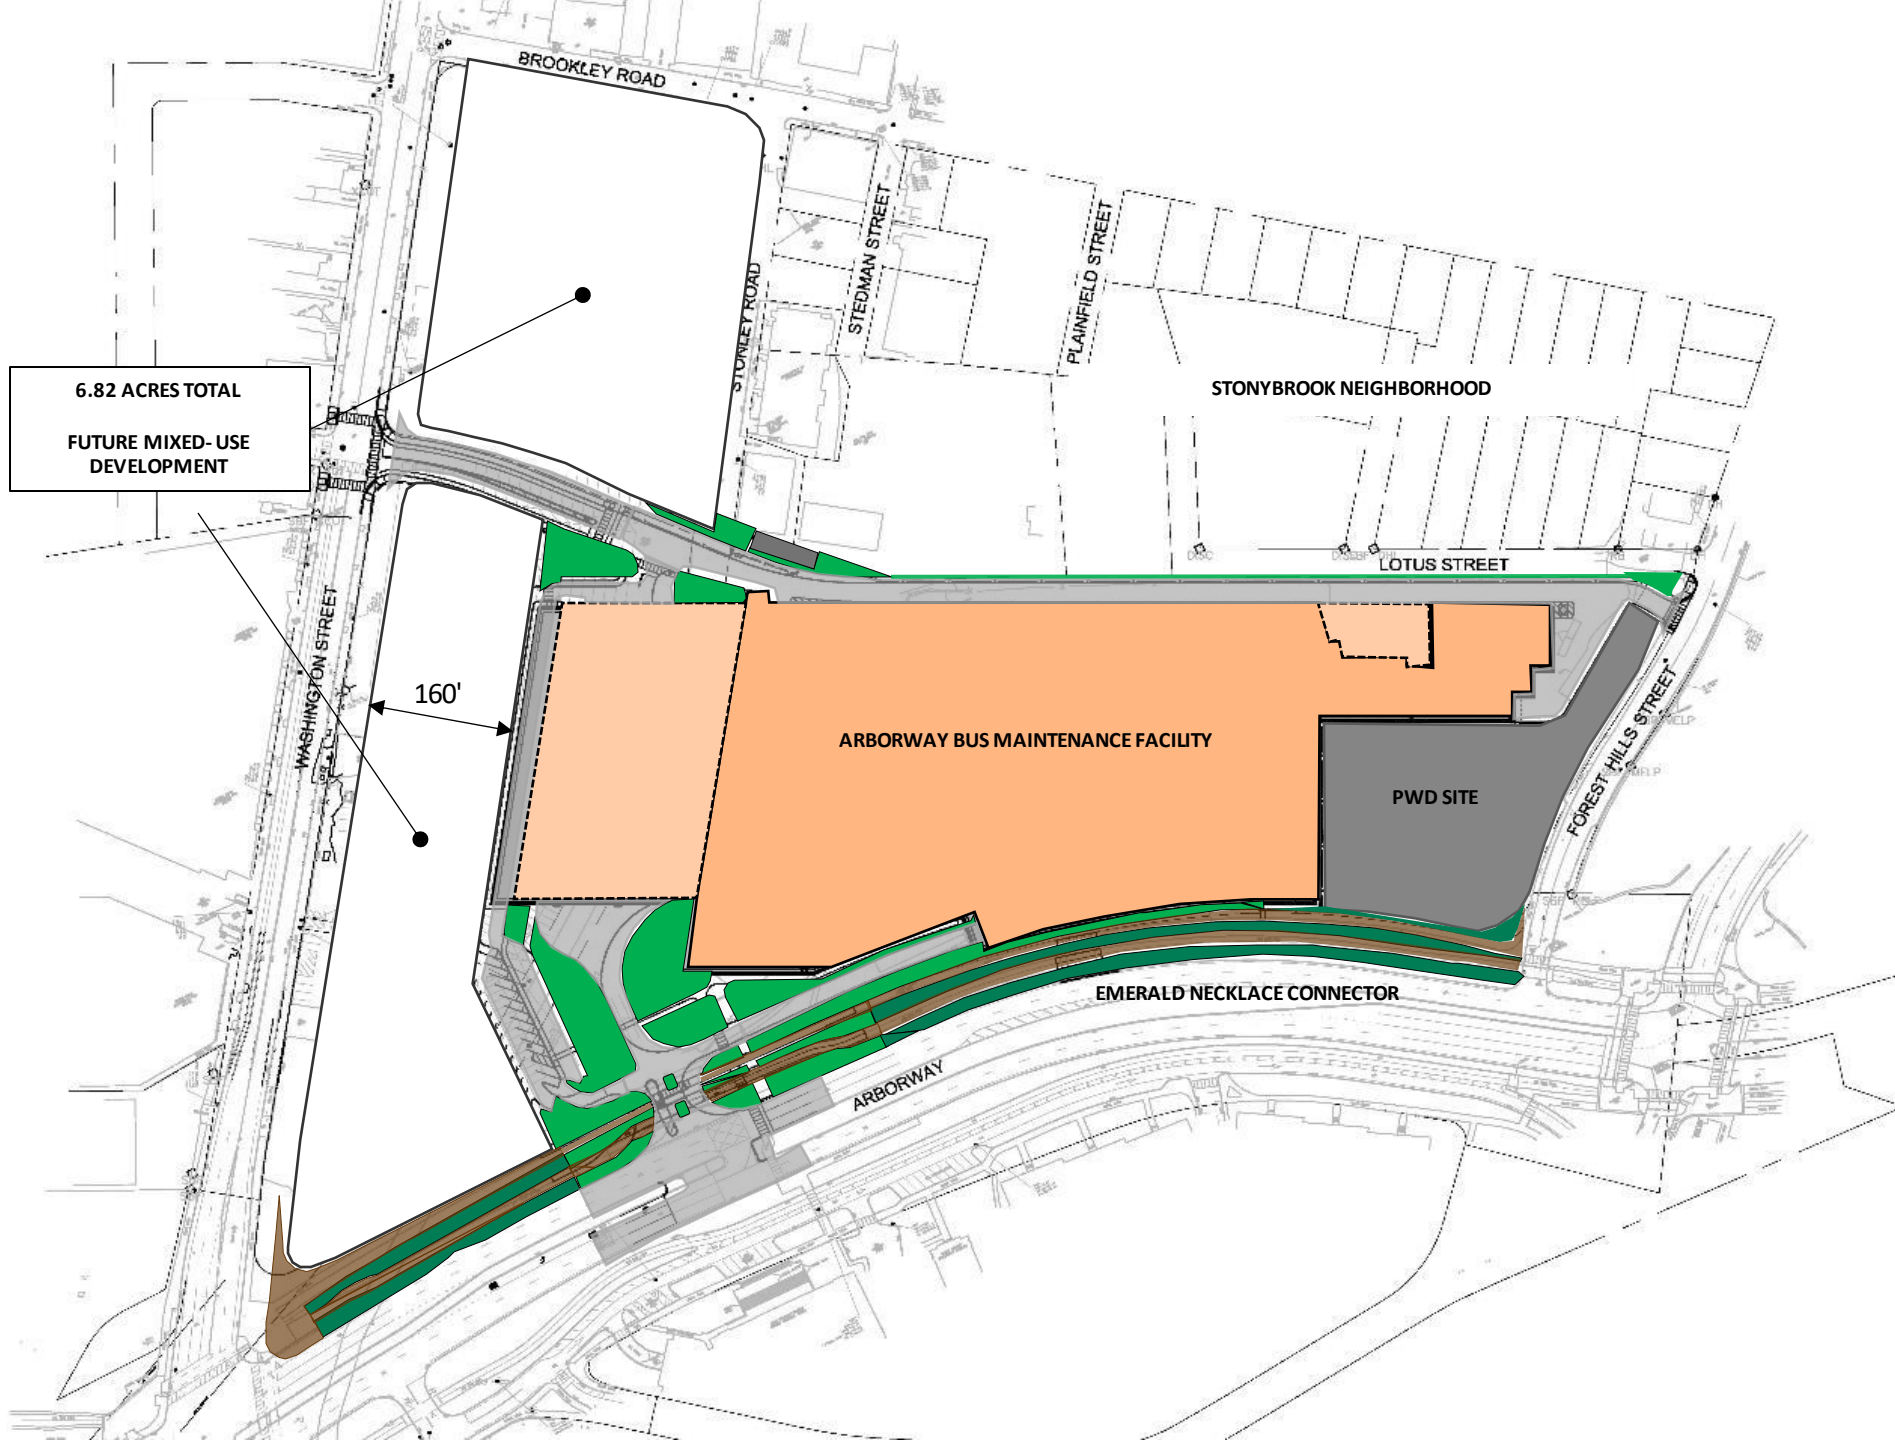 BROOKLEY ROAD
STONLEY ROAD
STEDMAN STREET
PLAINFIELD STREET
6.82 ACRES TOTAL
FUTURE MIXED- USE
DEVELOPMENT
STONYBROOK NEIGHBORHOOD
LOTUS STREET
WASHINGTON STREET
160'
ARBORWAY BUS MAINTENANCE FACILITY
PWD SITE
FOREST HILLS STREET
EMERALD NECKLACE CONNECTOR
ARBORWAY